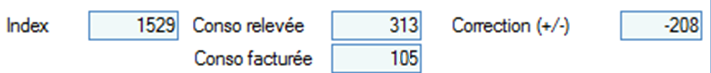 Index 1529 Conso relevée 313 Correction (+/-) -208
Conso facturée 105